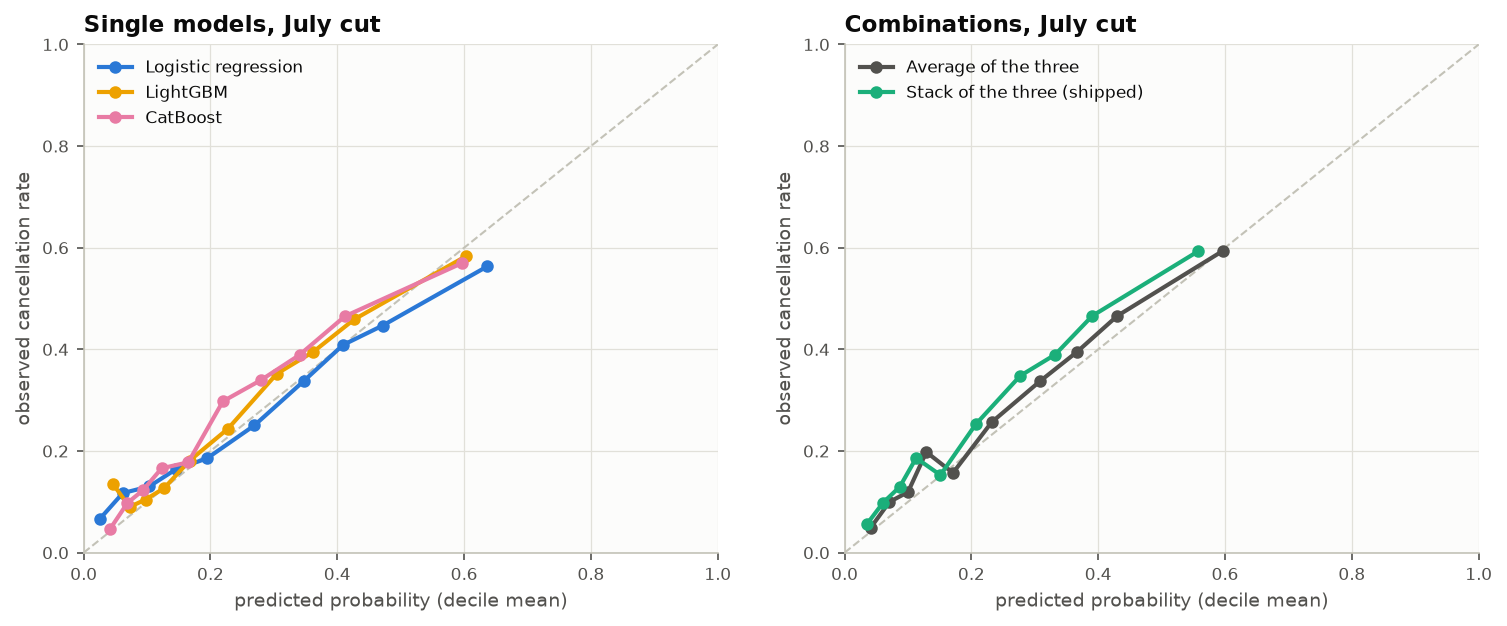 Single models, July cut
Logistic regression
LightGBM
CatBoost
1.0
0.8
0.6
0.4
0.2
0.0
observed cancellation rate
0.0 0.2 0.4 0.6 0.8 1.0
predicted probability (decile mean)
Combinations, July cut
Average of the three
Stack of the three (shipped)
1.0
0.8
0.6
0.4
0.2
0.0
observed cancellation rate
0.0 0.2 0.4 0.6 0.8 1.0
predicted probability (decile mean)